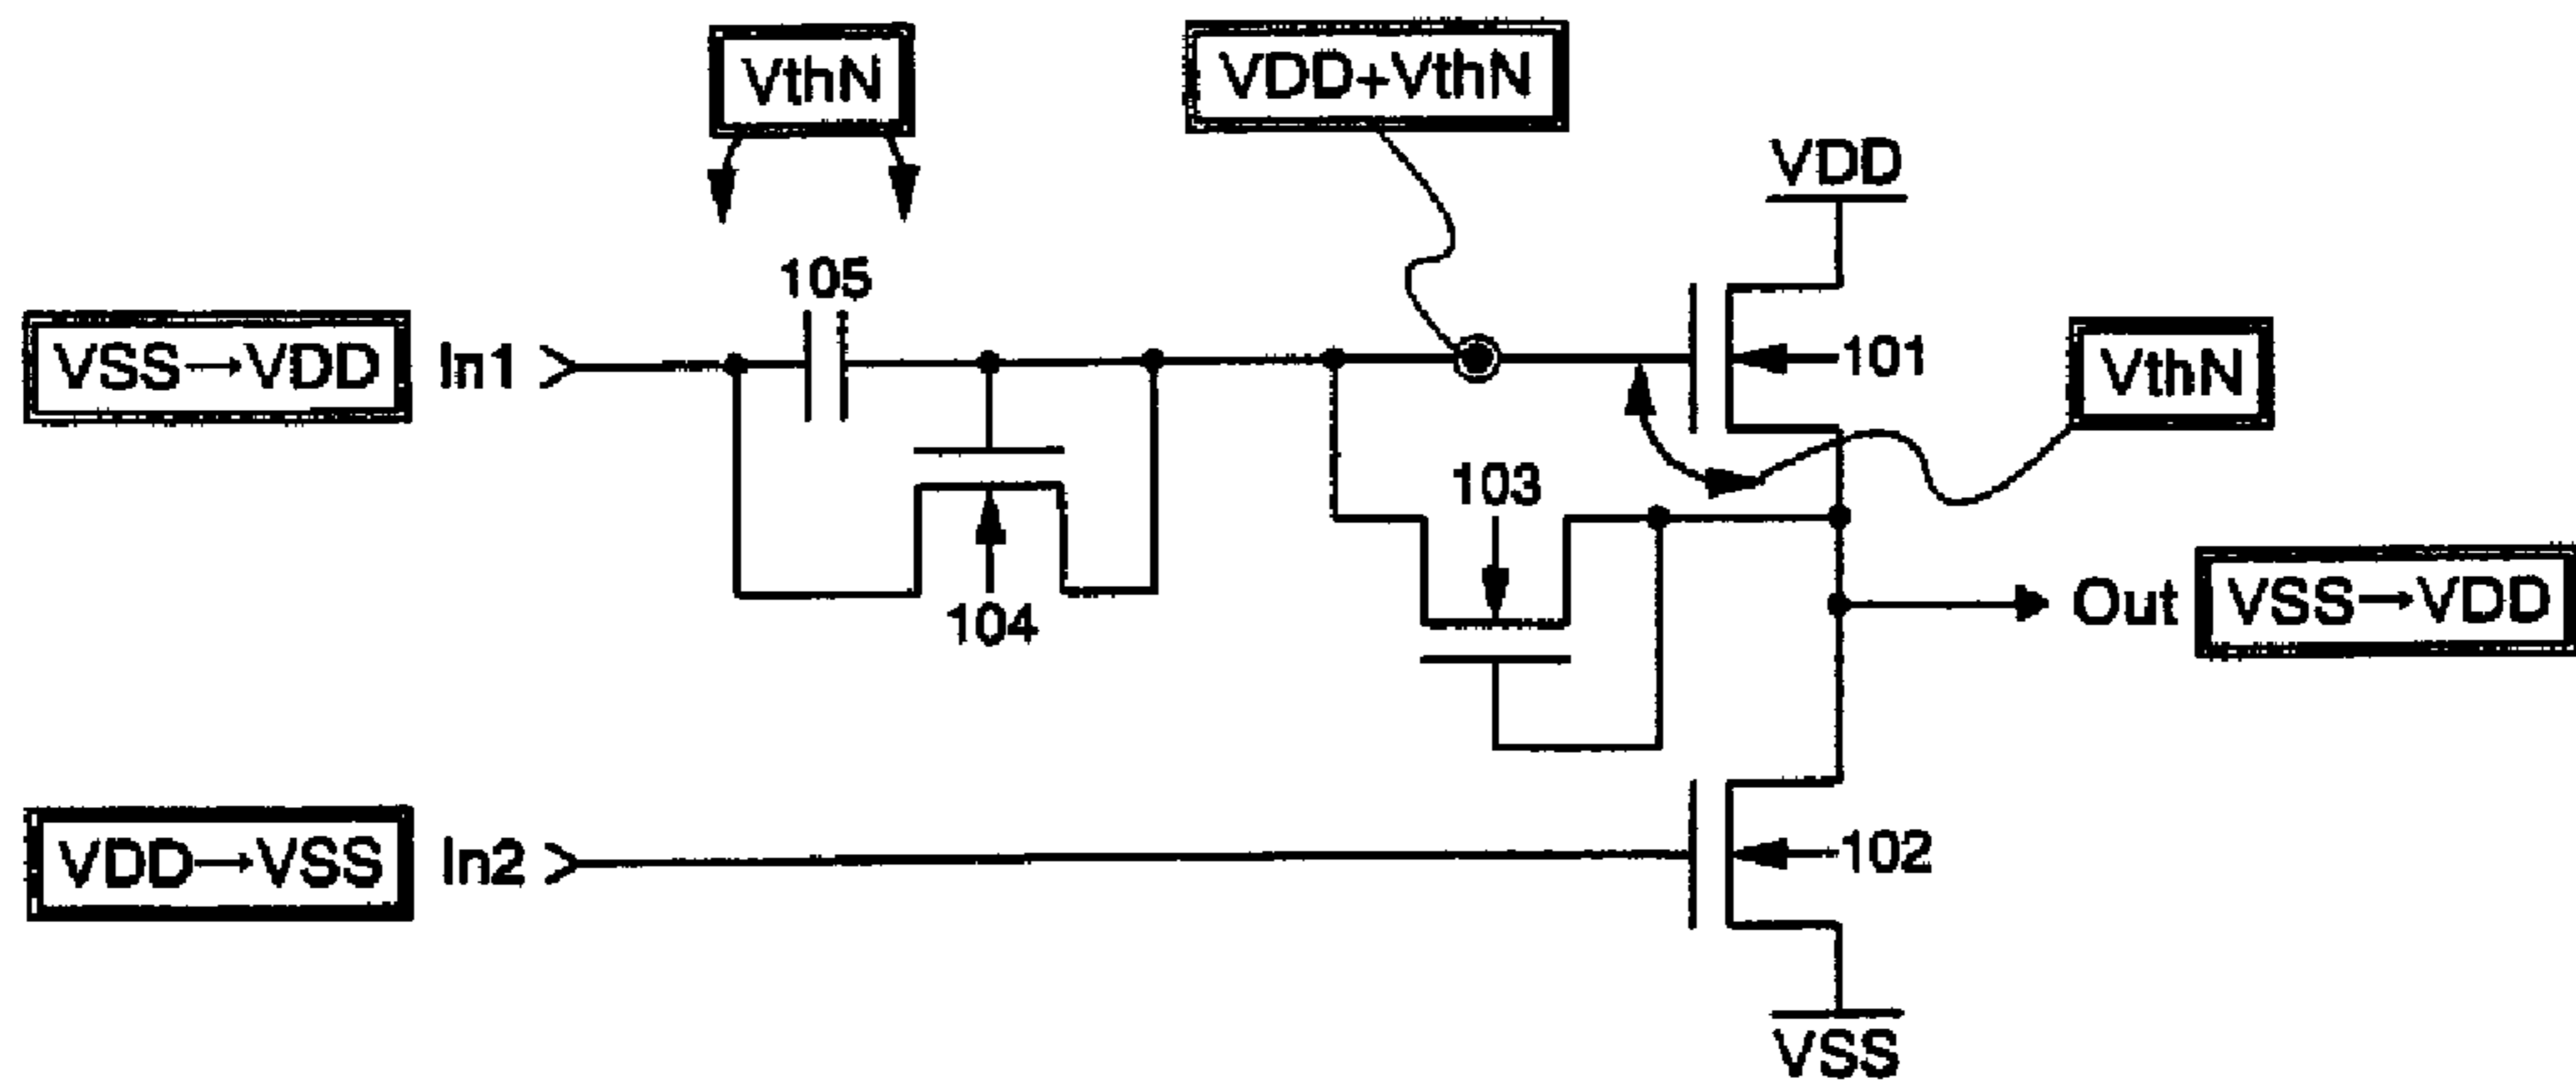 VthN
VDD+VthN
VDD
105
VSS→VDD
In1
101
VthN
103
104
Out
VSS→VDD
VDD→VSS
In2
102
VSS